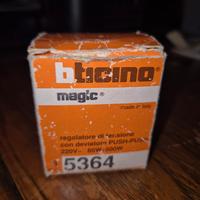 bticino
magic®
made in Italy
regolatore di tensione
con deviatore PUSH-PUSH
220V~ 60W-500W
5364